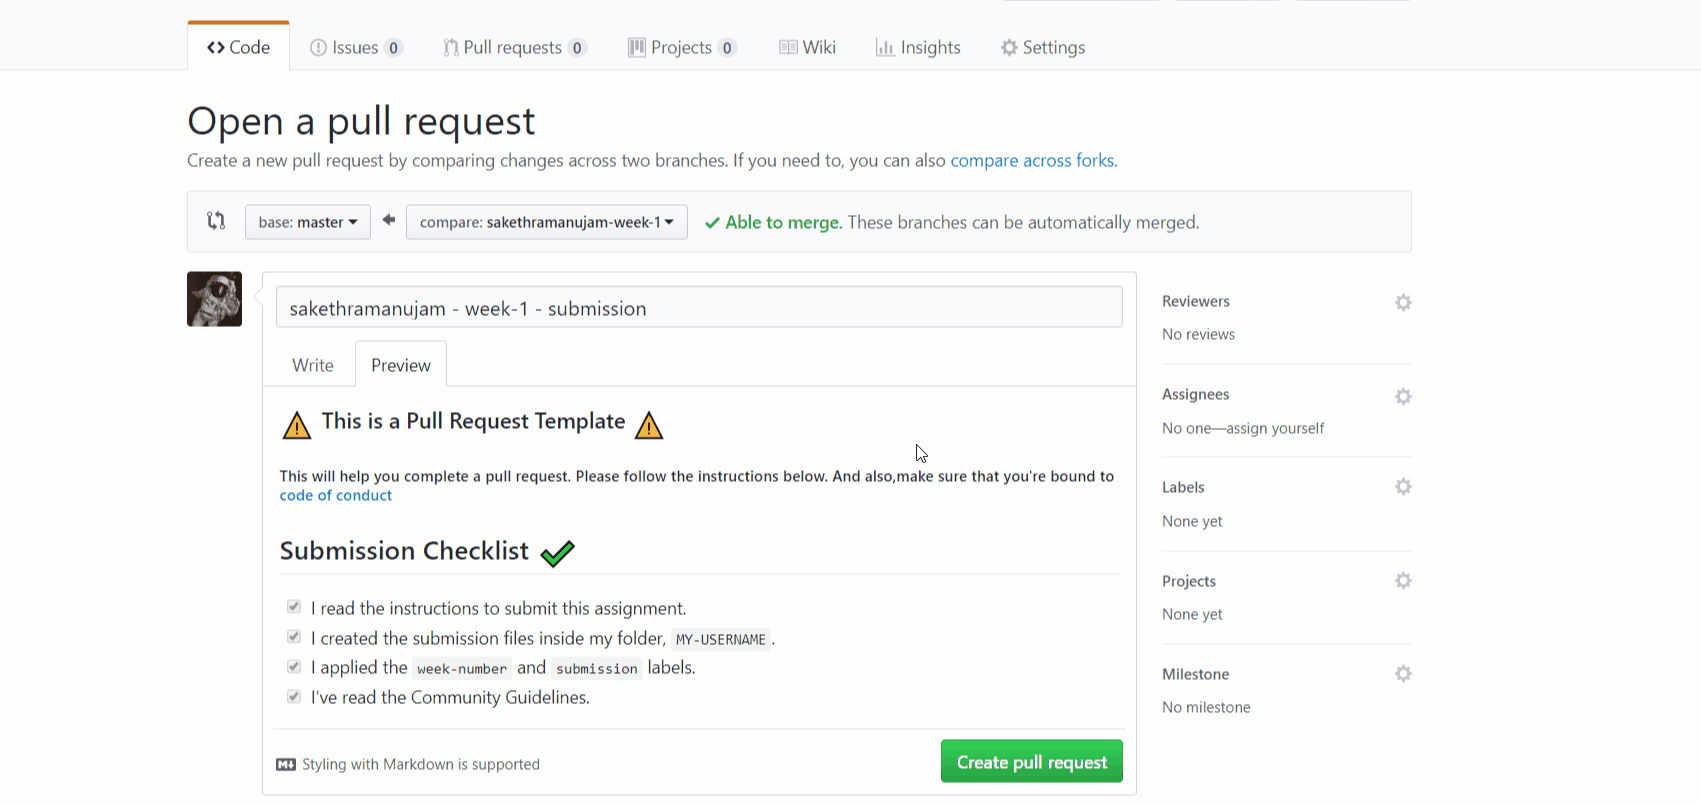 Code Issues 0 Pull requests 0 Projects 0 Wiki Insights Settings
Open a pull request
Create a new pull request by comparing changes across two branches. If you need to, you can also compare across forks.
base: master compare: sakethramanujam-week-1 Able to merge. These branches can be automatically merged.
sakethramanujam - week-1 - submission
Write Preview
This is a Pull Request Template
This will help you complete a pull request. Please follow the instructions below. And also,make sure that you're bound to
code of conduct
Submission Checklist
I read the instructions to submit this assignment.
I created the submission files inside my folder, MY-USERNAME .
I applied the week-number and submission labels.
I've read the Community Guidelines.
M Styling with Markdown is supported
Create pull request
Reviewers
No reviews
Assignees
No one—assign yourself
Labels
None yet
Projects
None yet
Milestone
No milestone